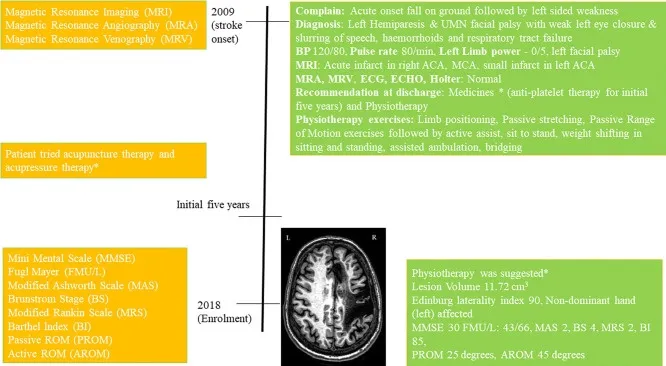 Magnetic Resonance Imaging (MRI)
Magnetic Resonance Angiography (MRA)
Magnetic Resonance Venography (MRV)
2009
(stroke
onset)
Complain: Acute onset fall on ground followed by left sided weakness
Diagnosis: Left Hemiparesis & UMN facial palsy with weak left eye closure &
slurring of speech, haemorrhoids and respiratory tract failure
BP 120/80, Pulse rate 80/min, Left Limb power - 0/5, left facial palsy
MRI: Acute infarct in right ACA, MCA, small infarct in left ACA
MRA, MRV, ECG, ECHO, Holter: Normal
Recommendation at discharge: Medicines * (anti-platelet therapy for initial
five years) and Physiotherapy
Physiotherapy exercises: Limb positioning, Passive stretching, Passive Range
of Motion exercises followed by active assist, sit to stand, weight shifting in
sitting and standing, assisted ambulation, bridging
Patient tried acupuncture therapy and
acupressure therapy*
Initial five years
Mini Mental Scale (MMSE)
Fugl Mayer (FMU/L)
Modified Ashworth Scale (MAS)
Brunstrom Stage (BS)
Modified Rankin Scale (MRS)
Barthel Index (BI)
Passive ROM (PROM)
Active ROM (AROM)
2018
(Enrolment)
L R
Physiotherapy was suggested*
Lesion Volume 11.72 cm³
Edinburg laterality index 90, Non-dominant hand
(left) affected
MMSE 30 FMU/L: 43/66, MAS 2, BS 4, MRS 2, BI
85,
PROM 25 degrees, AROM 45 degrees